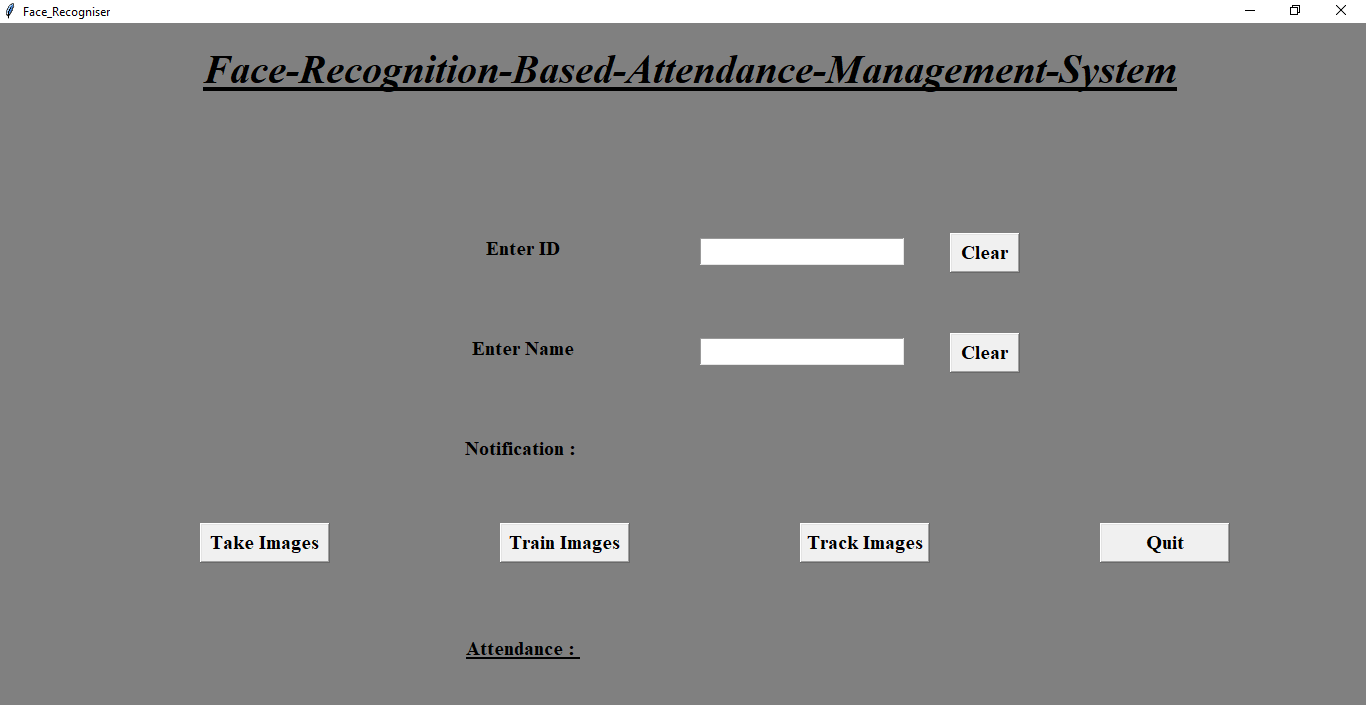 Face_Recogniser
Face-Recognition-Based-Attendance-Management-System
Enter ID
Clear
Enter Name
Clear
Notification :
Take Images
Train Images
Track Images
Quit
Attendance :